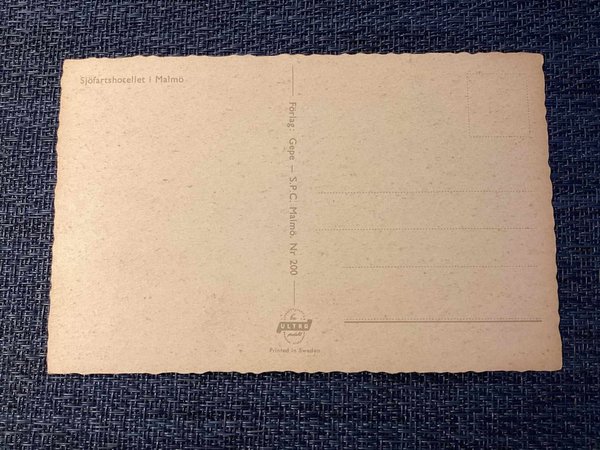 Sjöfartshotellet i Malmö
Förlag: Gepe — S.P.C. Malmö. Nr 200
ULTRA
Printed in Sweden